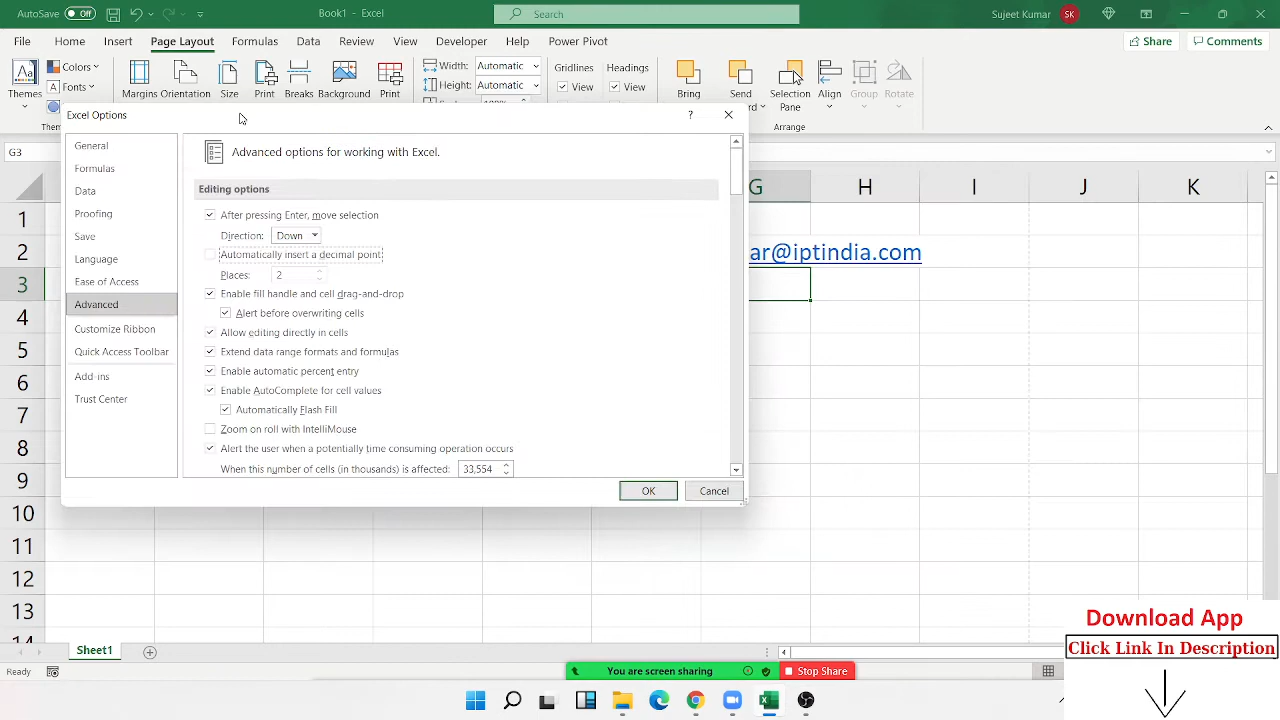 AutoSave Off Book1 - Excel Search Sujeet Kumar SK
File Home Insert Page Layout Formulas Data Review View Developer Help Power Pivot Share Comments
Aa Colors Width: Automatic Gridlines Headings
A Fonts Height: Automatic View View
Themes Margins Orientation Size Print Breaks Background Print Bring Send Selection Pane Align Group Rotate
Arrange
Excel Options ?
G3
General
Formulas
Data
Proofing
Save
Language
Ease of Access
Advanced
Customize Ribbon
Quick Access Toolbar
Add-ins
Trust Center
Advanced options for working with Excel.
Editing options
After pressing Enter, move selection
Direction: Down
Automatically insert a decimal point
Places: 2
Enable fill handle and cell drag-and-drop
Alert before overwriting cells
Allow editing directly in cells
Extend data range formats and formulas
Enable automatic percent entry
Enable AutoComplete for cell values
Automatically Flash Fill
Zoom on roll with IntelliMouse
Alert the user when a potentially time consuming operation occurs
When this number of cells (in thousands) is affected: 33,554
OK Cancel
G H I J K
1
2 ar@iptindia.com
3
4
5
6
7
8
9
10
11
12
13
14
Download App
Click Link In Description
Sheet1
Ready
You are screen sharing Stop Share